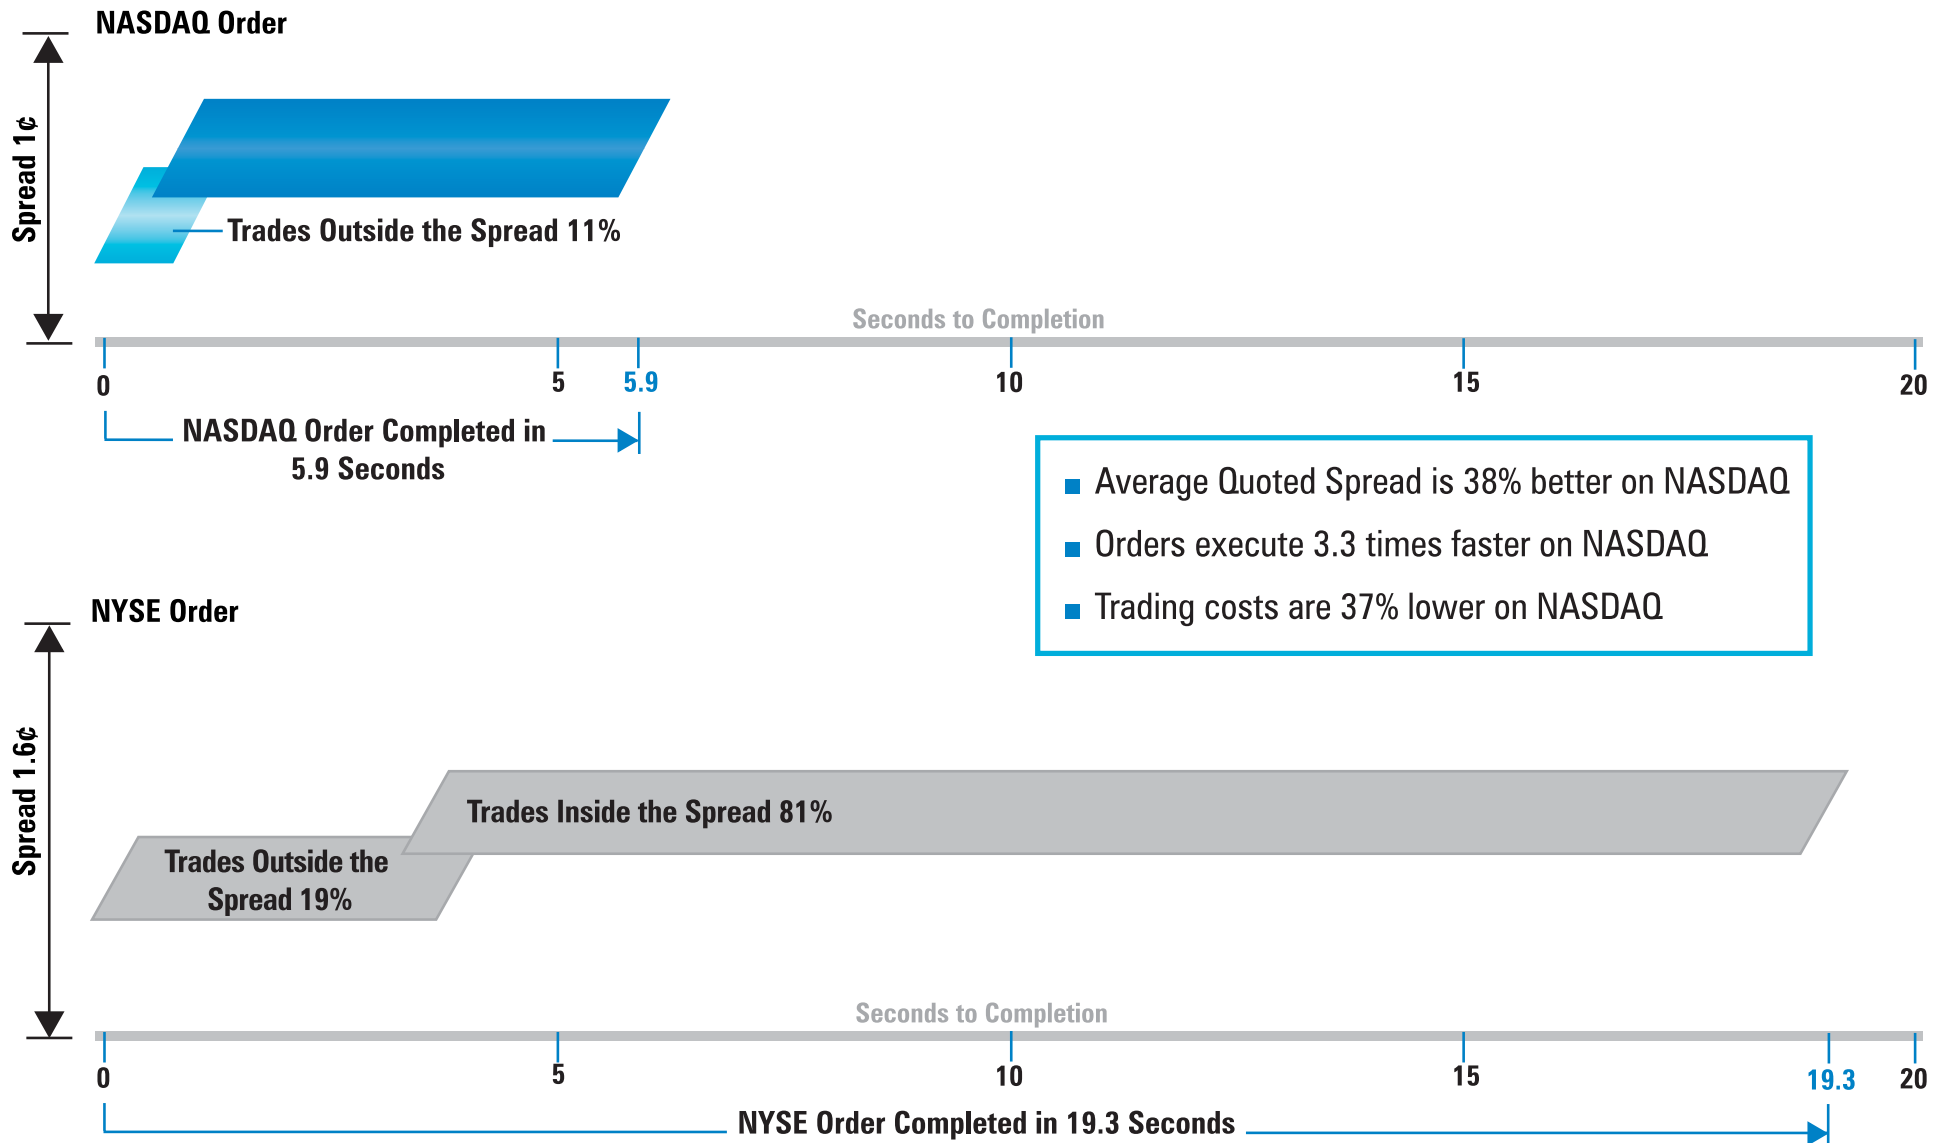 NASDAQ Order
Spread 1¢
Trades Outside the Spread 11%
Seconds to Completion
0 5 5.9 10 15 20
NASDAQ Order Completed in
5.9 Seconds
Average Quoted Spread is 38% better on NASDAQ
Orders execute 3.3 times faster on NASDAQ
Trading costs are 37% lower on NASDAQ
NYSE Order
Spread 1.6¢
Trades Inside the Spread 81%
Trades Outside the
Spread 19%
Seconds to Completion
0 5 10 15 19.3 20
NYSE Order Completed in 19.3 Seconds